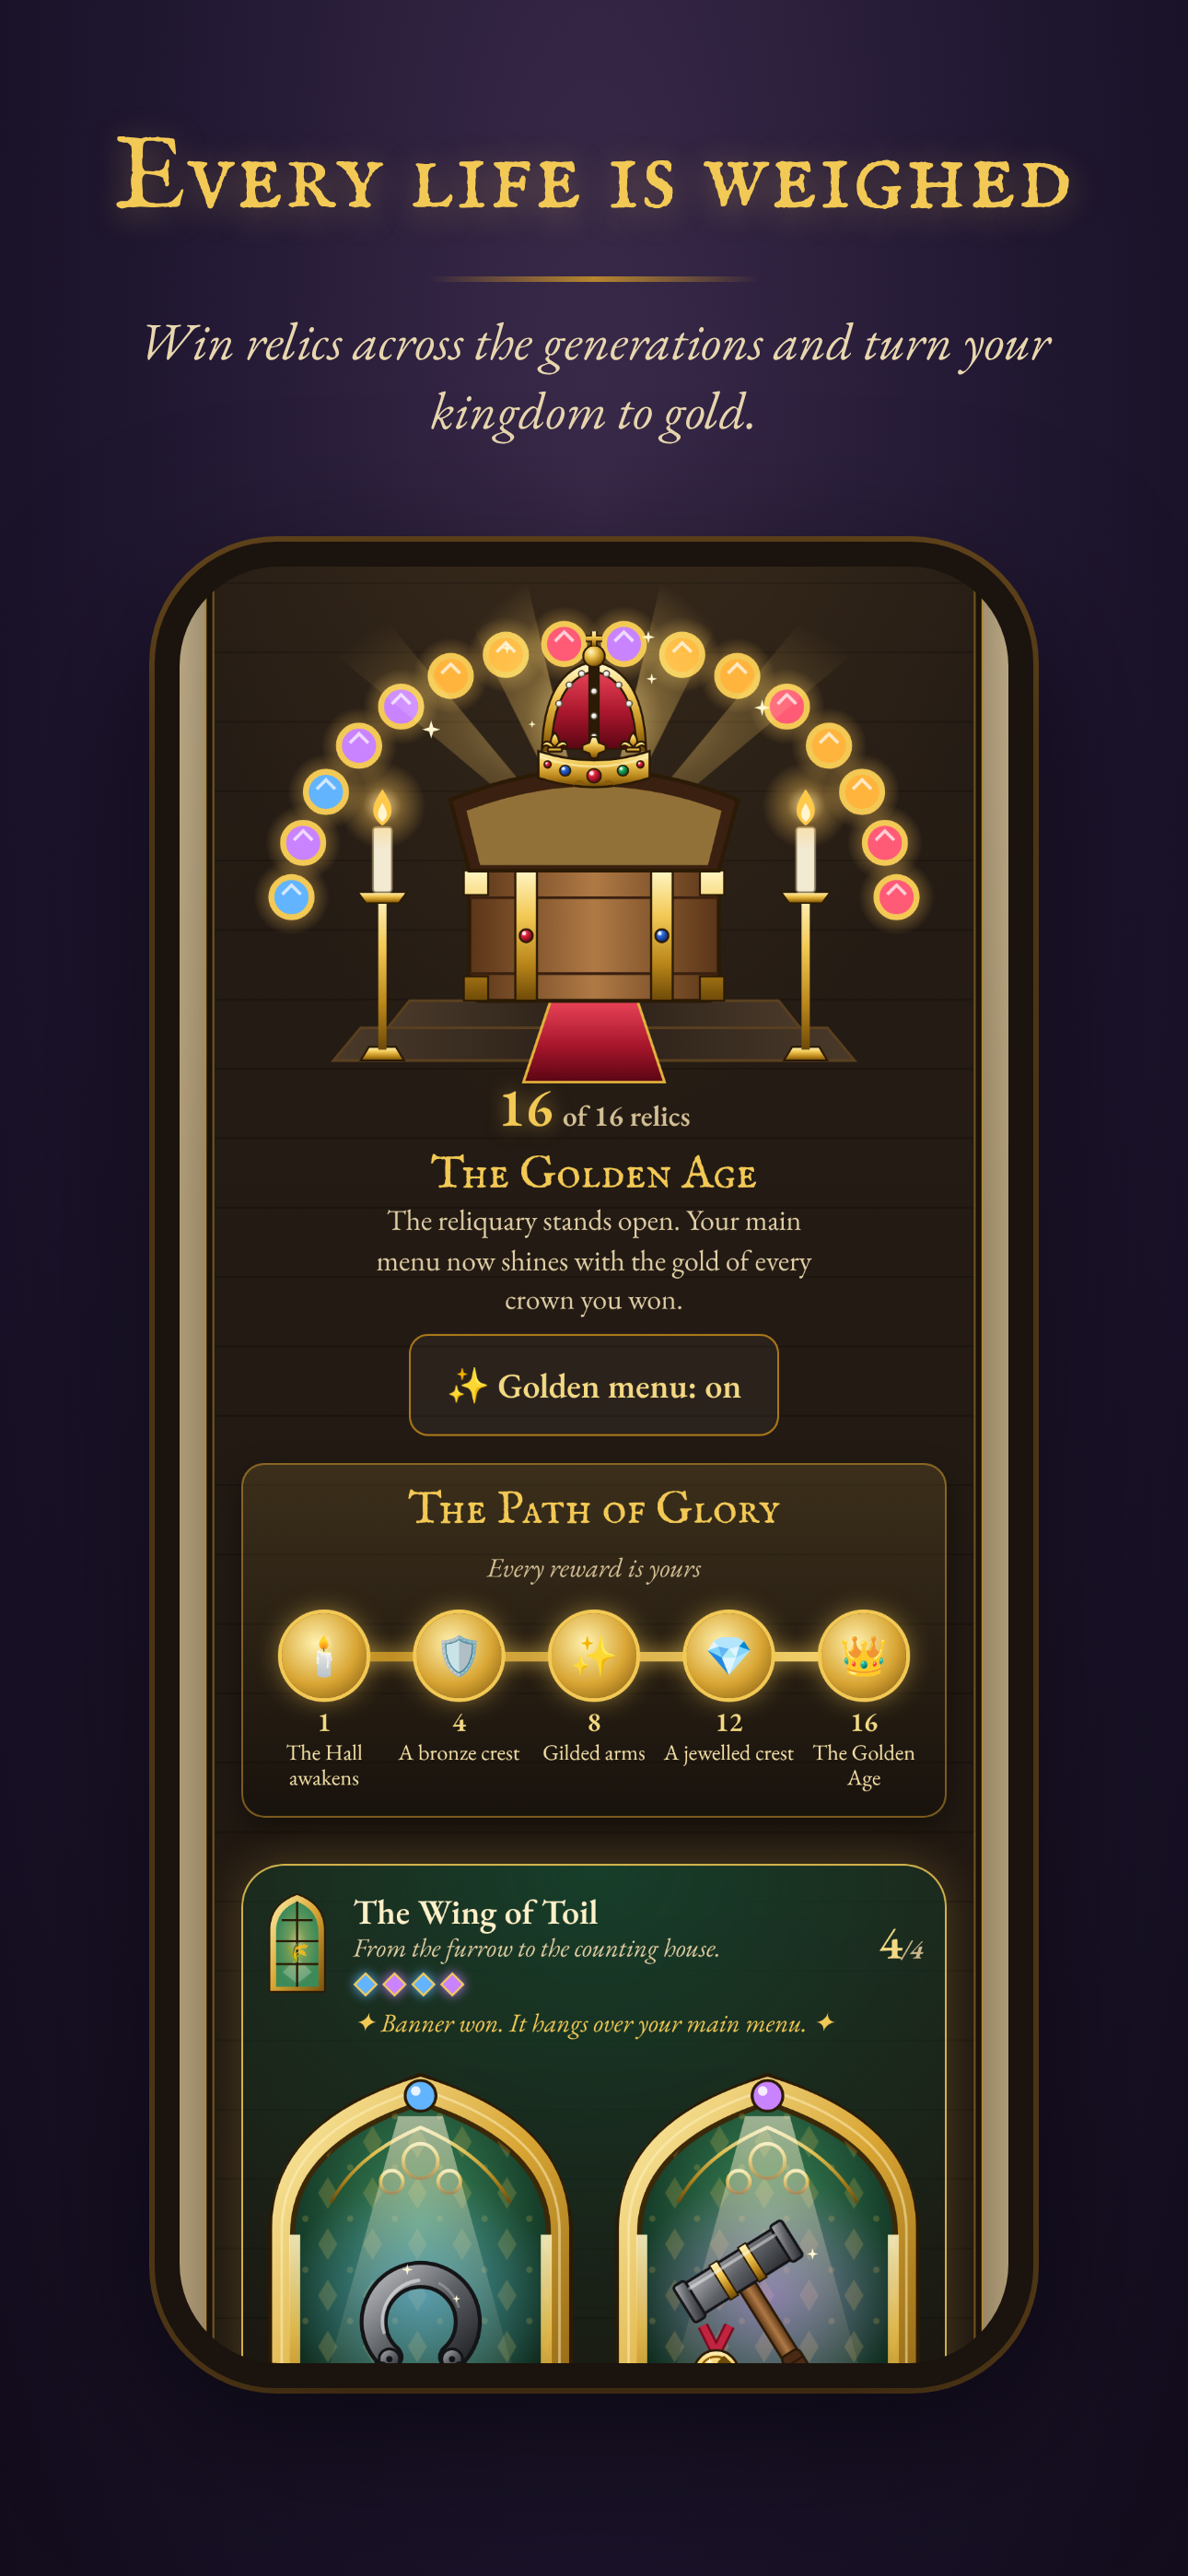 Every life is weighed
Win relics across the generations and turn your
kingdom to gold.
16 of 16 relics
The Golden Age
The reliquary stands open. Your main
menu now shines with the gold of every
crown you won.
✨ Golden menu: on
The Path of Glory
Every reward is yours
1 4 8 12 16
The Hall awakens
A bronze crest
Gilded arms
A jewelled crest
The Golden Age
The Wing of Toil
From the furrow to the counting house.
4/4
✦ Banner won. It hangs over your main menu. ✦